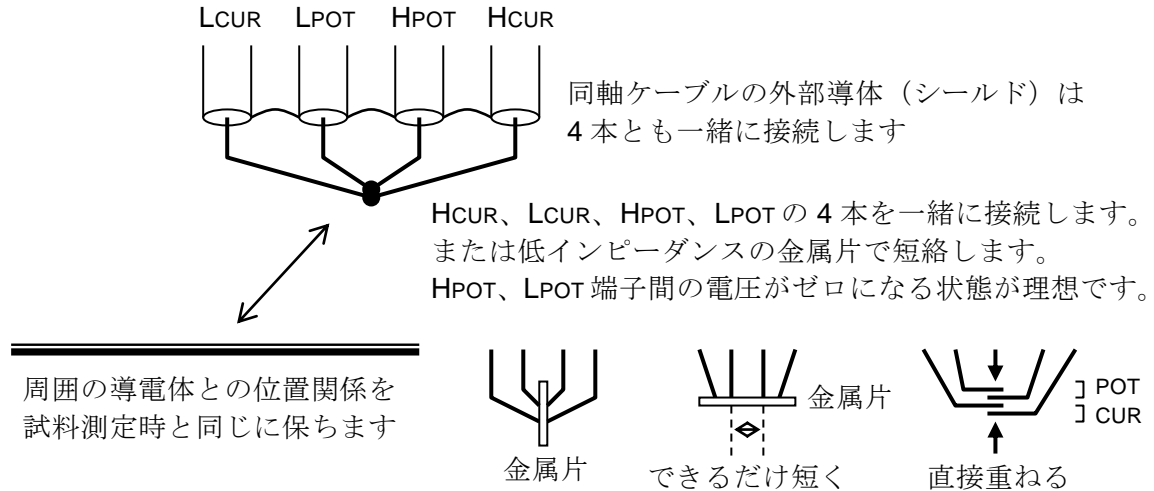 LCUR LPOT HPOT HCUR
同軸ケーブルの外部導体（シールド）は
4本とも一緒に接続します
HCUR、LCUR、HPOT、LPOTの 4 本を一緒に接続します。
または低インピーダンスの金属片で短絡します。
HPOT、LPOT端子間の電圧がゼロになる状態が理想です。
周囲の導電体との位置関係を
試料測定時と同じに保ちます
金属片
金属片
できるだけ短く
POT
CUR
直接重ねる